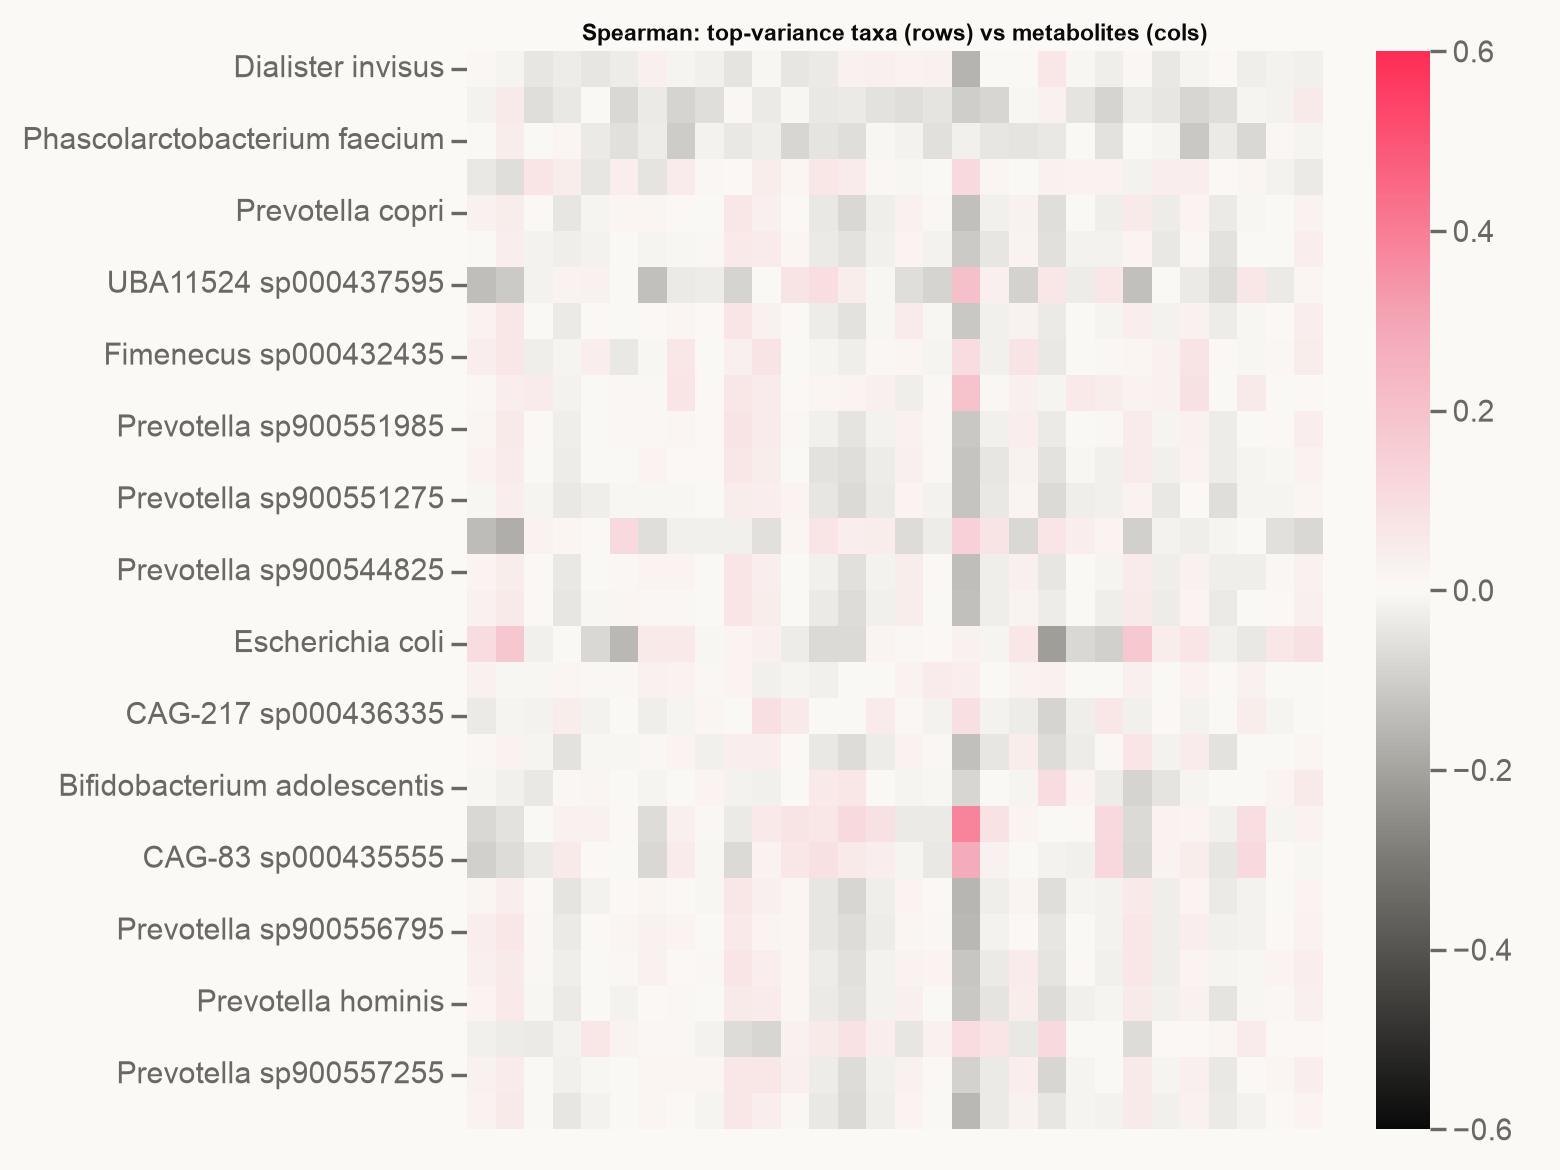 Spearman: top-variance taxa (rows) vs metabolites (cols)
Dialister invisus
Phascolarctobacterium faecium
Prevotella copri
UBA11524 sp000437595
Fimenecus sp000432435
Prevotella sp900551985
Prevotella sp900551275
Prevotella sp900544825
Escherichia coli
CAG-217 sp000436335
Bifidobacterium adolescentis
CAG-83 sp000435555
Prevotella sp900556795
Prevotella hominis
Prevotella sp900557255
0.6
0.4
0.2
0.0
−0.2
−0.4
−0.6